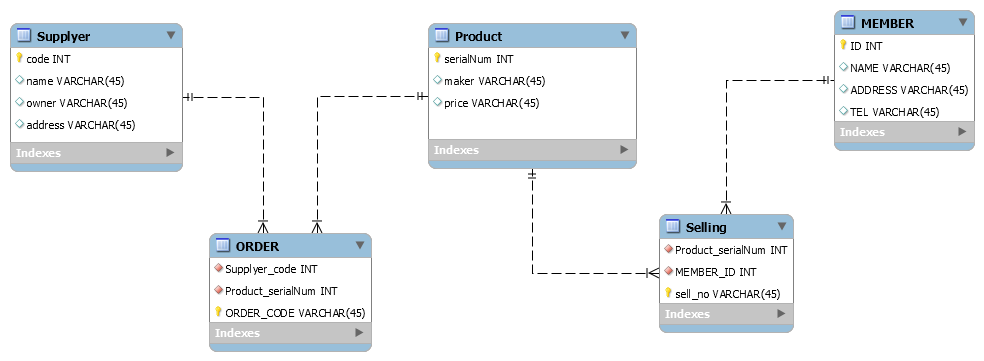 Supplyer
code INT
name VARCHAR(45)
owner VARCHAR(45)
address VARCHAR(45)
Indexes
Product
serialNum INT
maker VARCHAR(45)
price VARCHAR(45)
Indexes
MEMBER
ID INT
NAME VARCHAR(45)
ADDRESS VARCHAR(45)
TEL VARCHAR(45)
Indexes
ORDER
Supplyer_code INT
Product_serialNum INT
ORDER_CODE VARCHAR(45)
Indexes
Selling
Product_serialNum INT
MEMBER_ID INT
sell_no VARCHAR(45)
Indexes